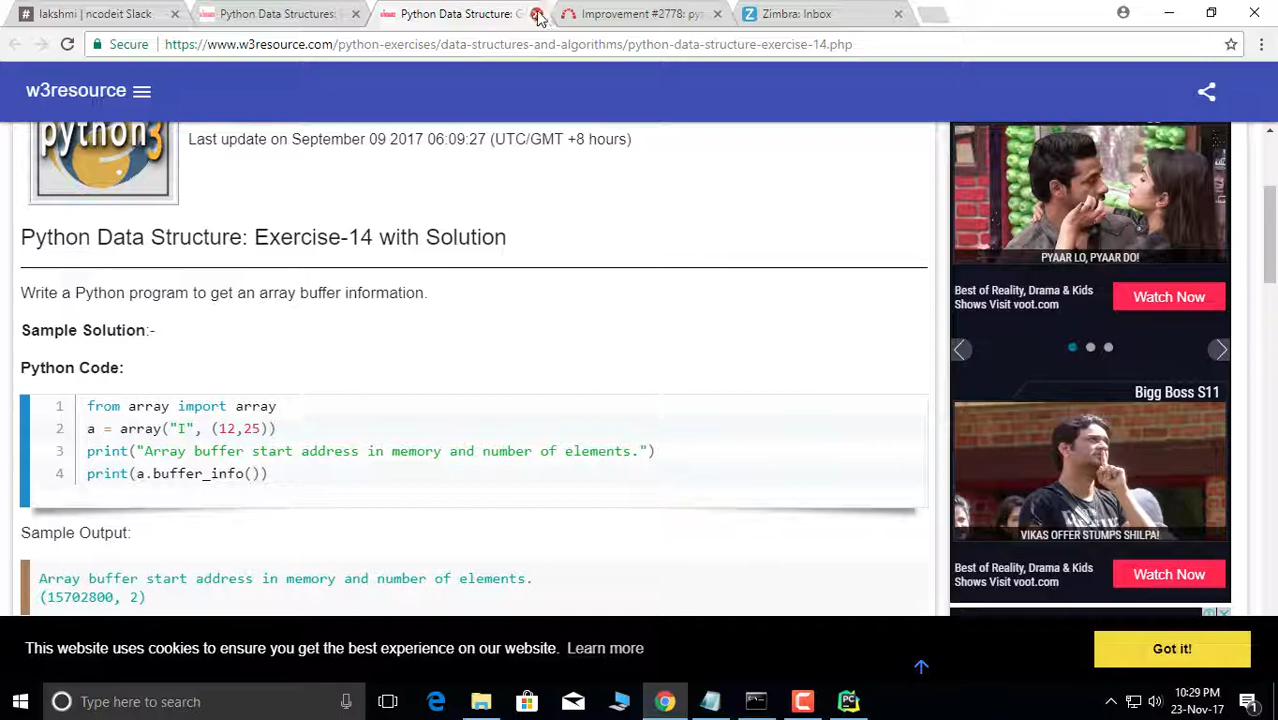 lakshmi | ncodeit Slack
Python Data Structures:
Python Data Structure:
Improvement #2778: py
Zimbra: Inbox
Secure
https://www.w3resource.com/python-exercises/data-structures-and-algorithms/python-data-structure-exercise-14.php
w3resource
python3
Last update on September 09 2017 06:09:27 (UTC/GMT +8 hours)
Python Data Structure: Exercise-14 with Solution
Write a Python program to get an array buffer information.
Sample Solution:-
Python Code:
1 from array import array
2 a = array("I", (12,25))
3 print("Array buffer start address in memory and number of elements.")
4 print(a.buffer_info())
Sample Output:
Array buffer start address in memory and number of elements.
(15702800, 2)
PYAAR LO, PYAAR DO!
Best of Reality, Drama & Kids
Shows Visit voot.com
Watch Now
Bigg Boss S11
VIKAS OFFER STUMPS SHILPA!
Best of Reality, Drama & Kids
Shows Visit voot.com
Watch Now
This website uses cookies to ensure you get the best experience on our website. Learn more
Got it!
Type here to search
10:29 PM
23-Nov-17